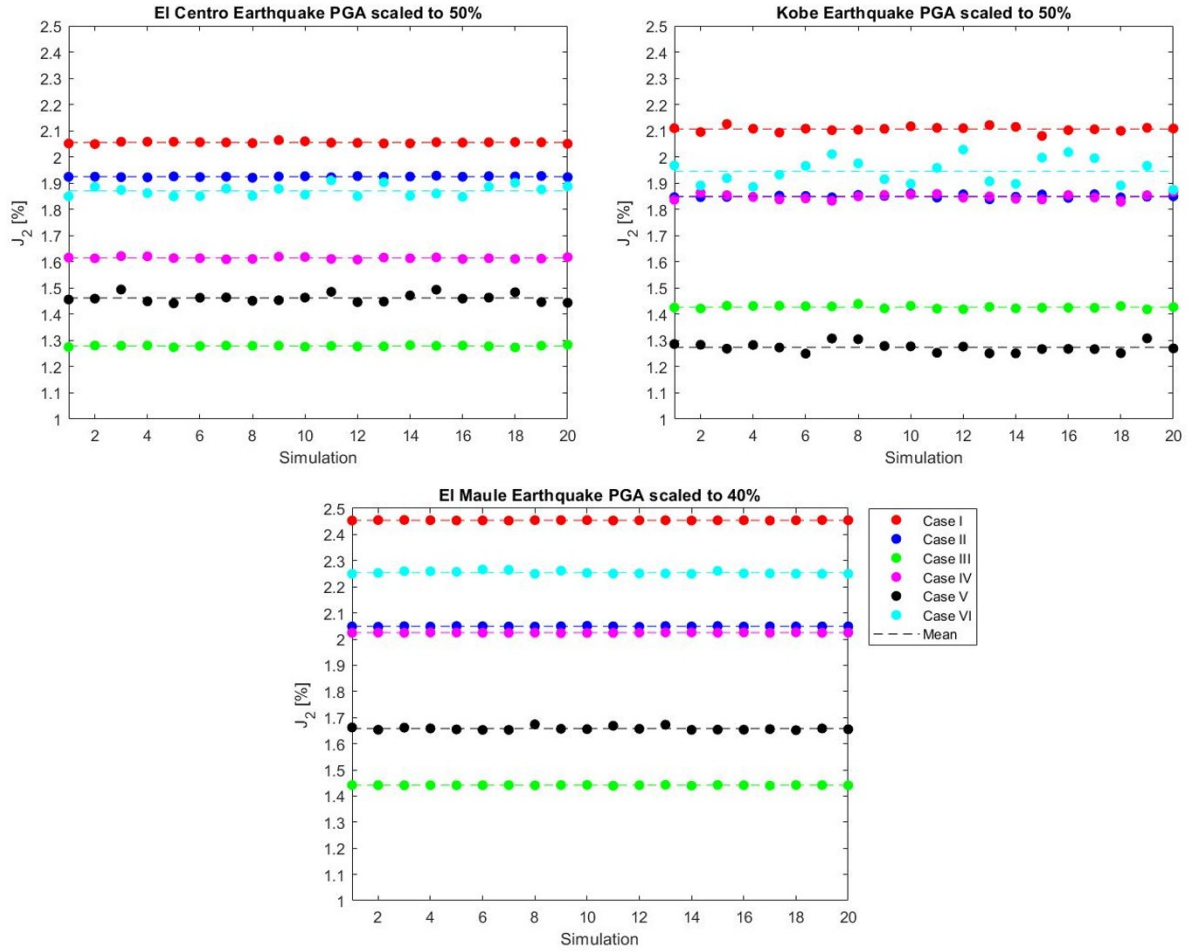 El Centro Earthquake PGA scaled to 50%
2.5
2.4
2.3
2.2
2.1
2
1.9
1.8
1.7
1.6
1.5
1.4
1.3
1.2
1.1
1
J2 [%]
2 4 6 8 10 12 14 16 18 20
Simulation
Kobe Earthquake PGA scaled to 50%
2.5
2.4
2.3
2.2
2.1
2
1.9
1.8
1.7
1.6
1.5
1.4
1.3
1.2
1.1
1
J2 [%]
2 4 6 8 10 12 14 16 18 20
Simulation
El Maule Earthquake PGA scaled to 40%
2.5
2.4
2.3
2.2
2.1
2
1.9
1.8
1.7
1.6
1.5
1.4
1.3
1.2
1.1
1
J2 [%]
2 4 6 8 10 12 14 16 18 20
Simulation
Case I
Case II
Case III
Case IV
Case V
Case VI
Mean